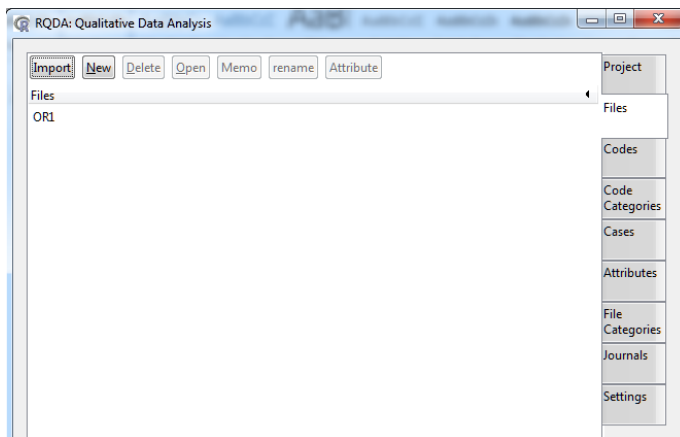 RQDA: Qualitative Data Analysis
Import New Delete Open Memo rename Attribute
Files
OR1
Project
Files
Codes
Code
Categories
Cases
Attributes
File
Categories
Journals
Settings